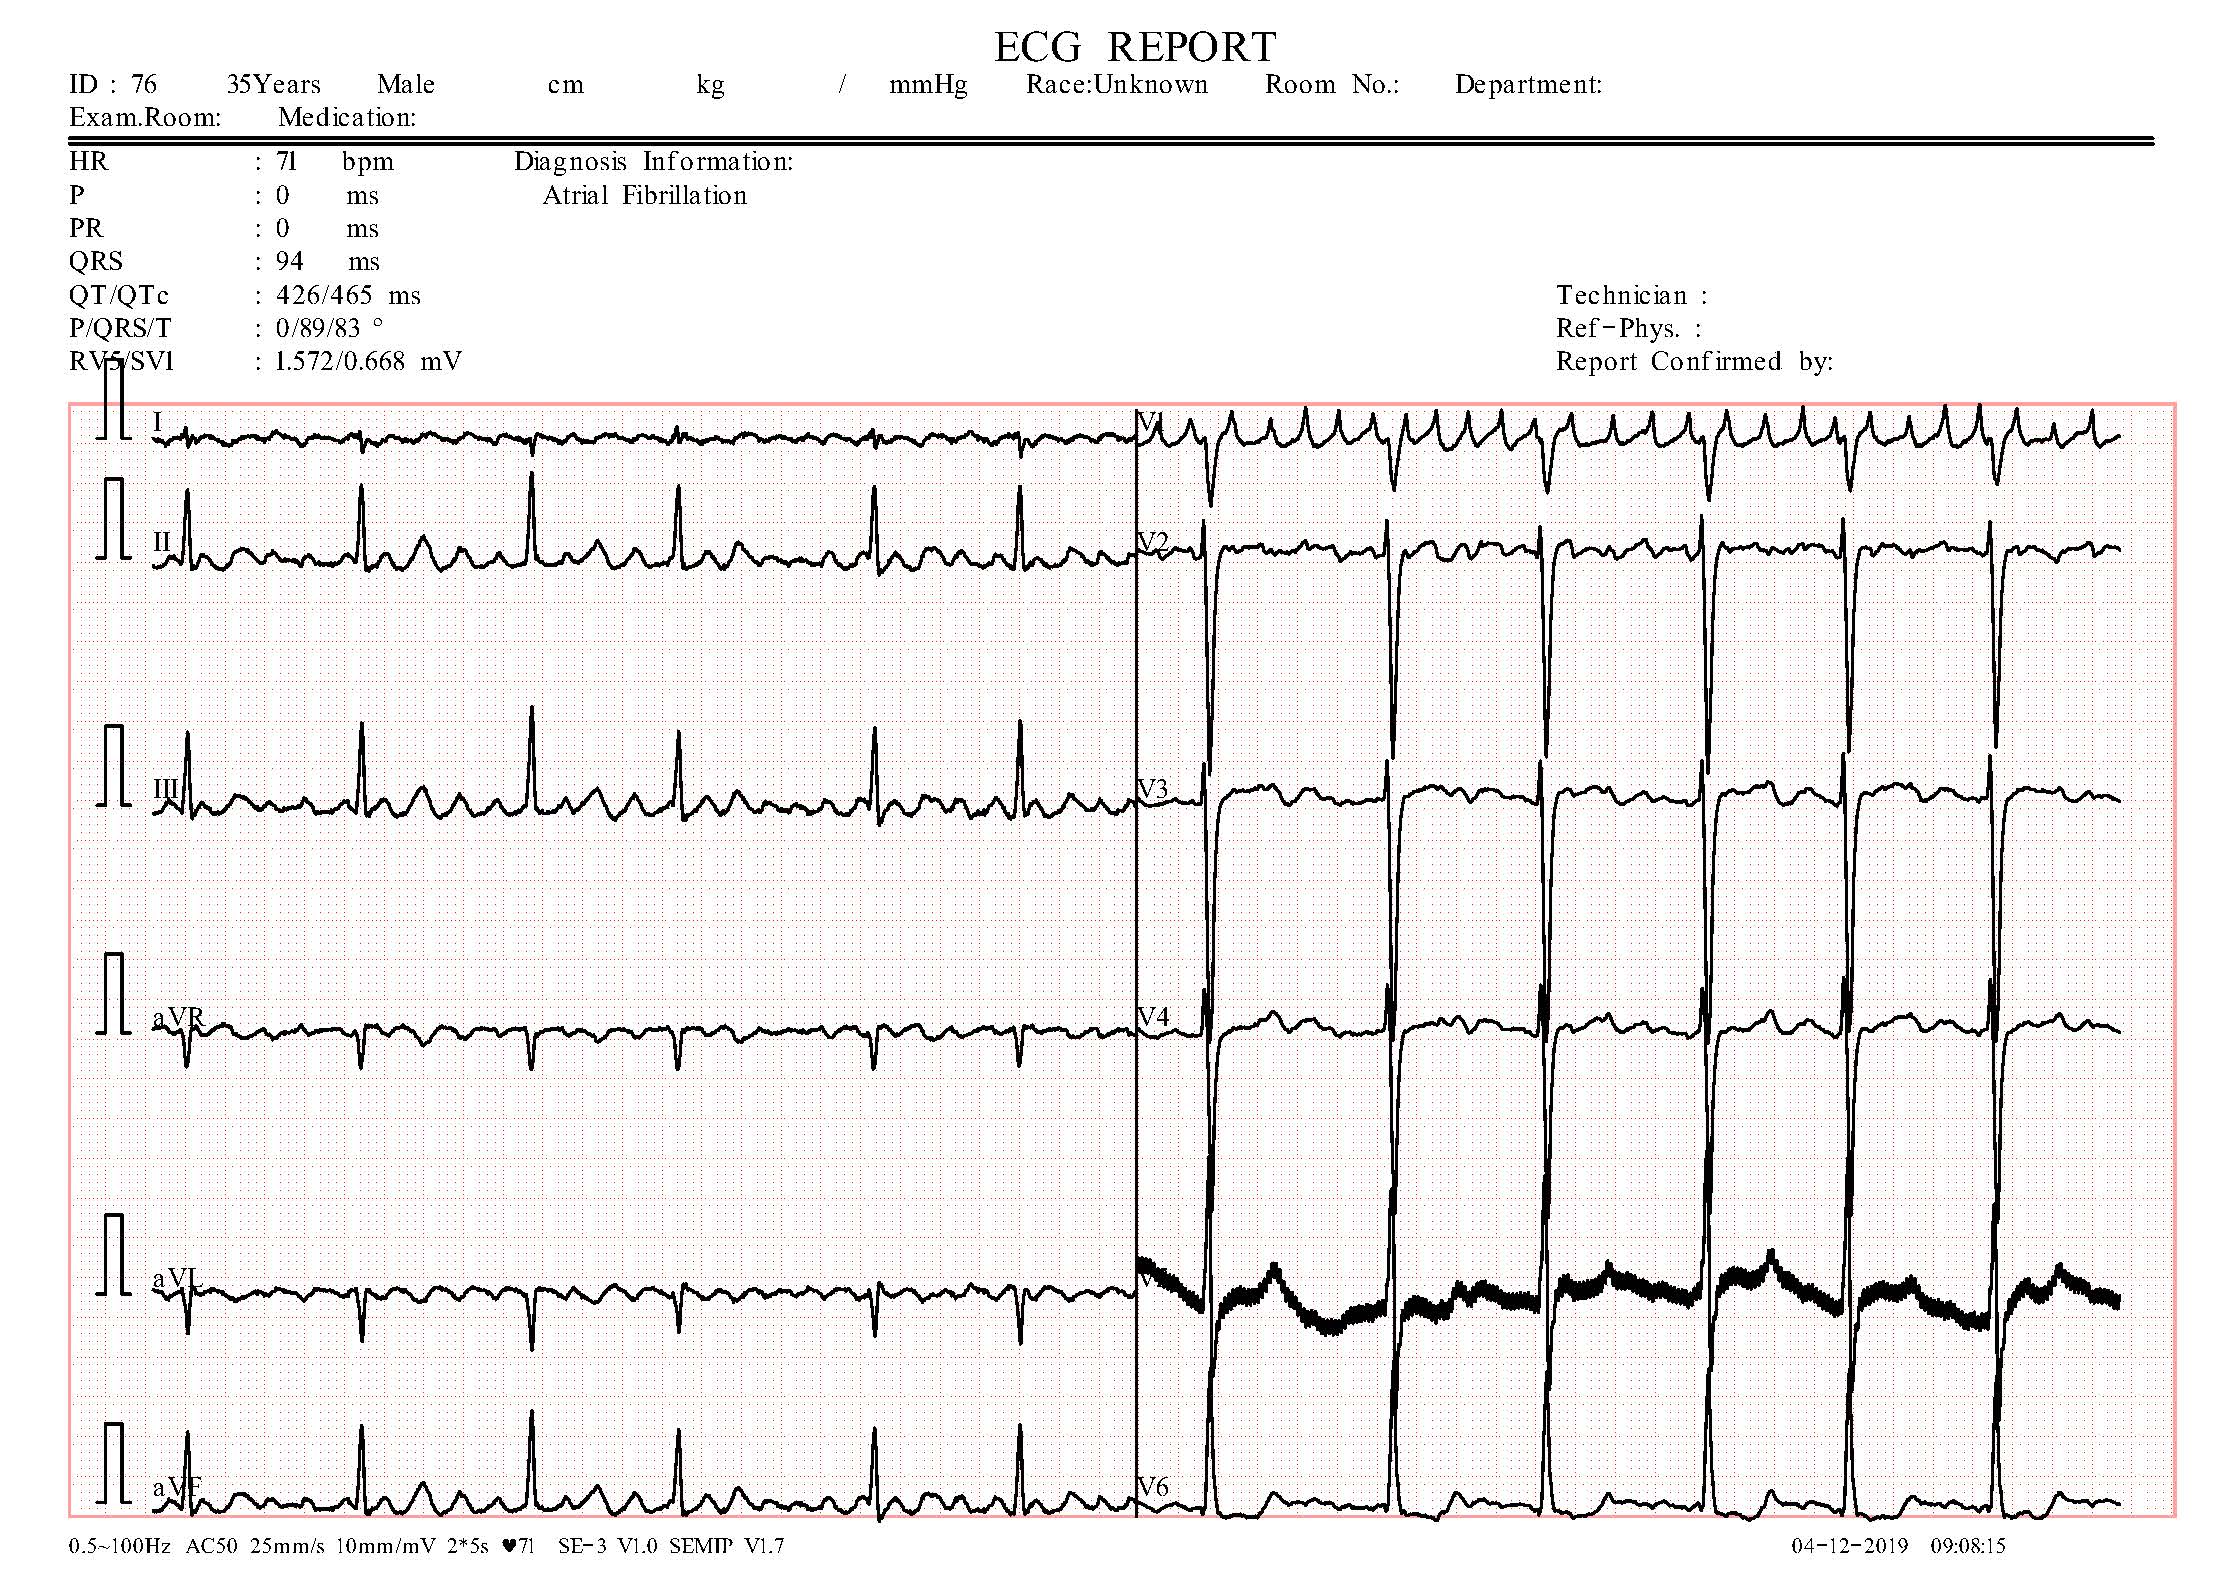 ECG REPORT
ID : 76 35Years Male cm kg / mmHg Race:Unknown Room No.: Department:
Exam.Room: Medication:
HR : 71 bpm Diagnosis Information:
P : 0 ms Atrial Fibrillation
PR : 0 ms
QRS : 94 ms
QT/QTc : 426/465 ms Technician :
P/QRS/T : 0/89/83 ° Ref-Phys. :
RV5/SV1 : 1.572/0.668 mV Report Confirmed by:
I V1
II V2
III V3
aVR V4
aVL
aVF V6
0.5~100Hz AC50 25mm/s 10mm/mV 2*5s ♥71 SE-3 V1.0 SEMIP V1.7 04-12-2019 09:08:15